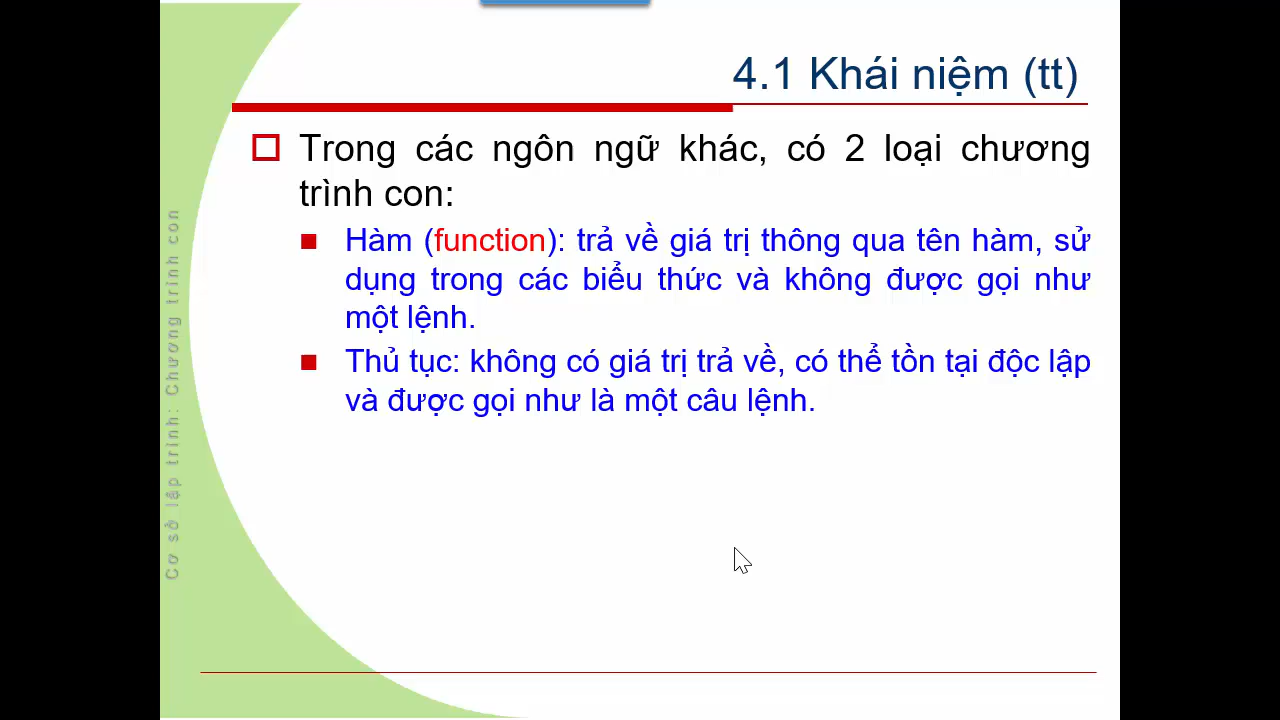 4.1 Khái niệm (tt)
Trong các ngôn ngữ khác, có 2 loại chương
trình con:
Hàm (function): trả về giá trị thông qua tên hàm, sử
dụng trong các biểu thức và không được gọi như
một lệnh.
Thủ tục: không có giá trị trả về, có thể tồn tại độc lập
và được gọi như là một câu lệnh.
Cơ sở lập trình: Chương trình con